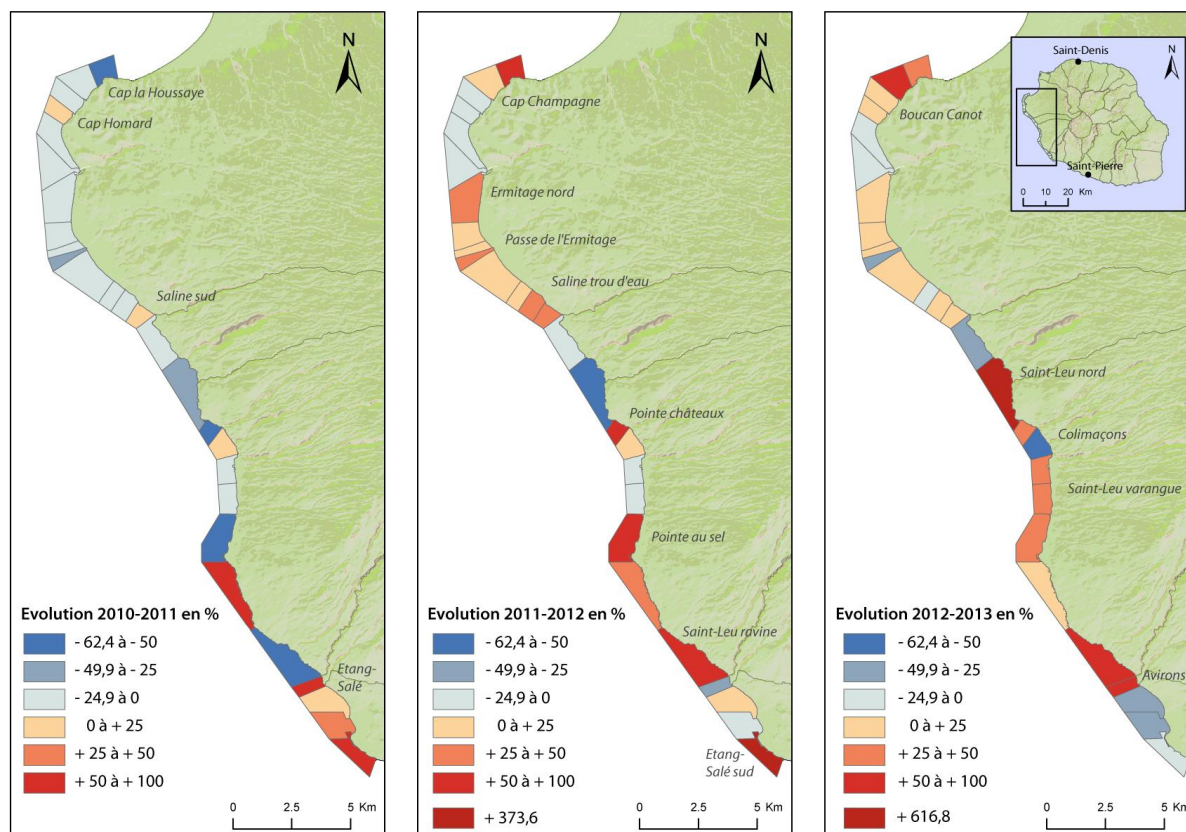 N
Cap la Houssaye
Cap Homard
Saline sud
Etang-
Salé
Evolution 2010-2011 en %
- 62,4 à - 50
- 49,9 à - 25
- 24,9 à 0
0 à + 25
+ 25 à + 50
+ 50 à + 100
0 2.5 5 Km
N
Cap Champagne
Ermitage nord
Passe de l'Ermitage
Saline trou d'eau
Pointe châteaux
Pointe au sel
Saint-Leu ravine
Etang-
Salé sud
Evolution 2011-2012 en %
- 62,4 à - 50
- 49,9 à - 25
- 24,9 à 0
0 à + 25
+ 25 à + 50
+ 50 à + 100
+ 373,6
0 2.5 5 Km
Saint-Denis
N
Saint-Pierre
0 10 20 Km
Boucan Canot
Saint-Leu nord
Colimaçons
Saint-Leu varangue
Avirons
Evolution 2012-2013 en %
- 62,4 à - 50
- 49,9 à - 25
- 24,9 à 0
0 à + 25
+ 25 à + 50
+ 50 à + 100
+ 616,8
0 2.5 5 Km